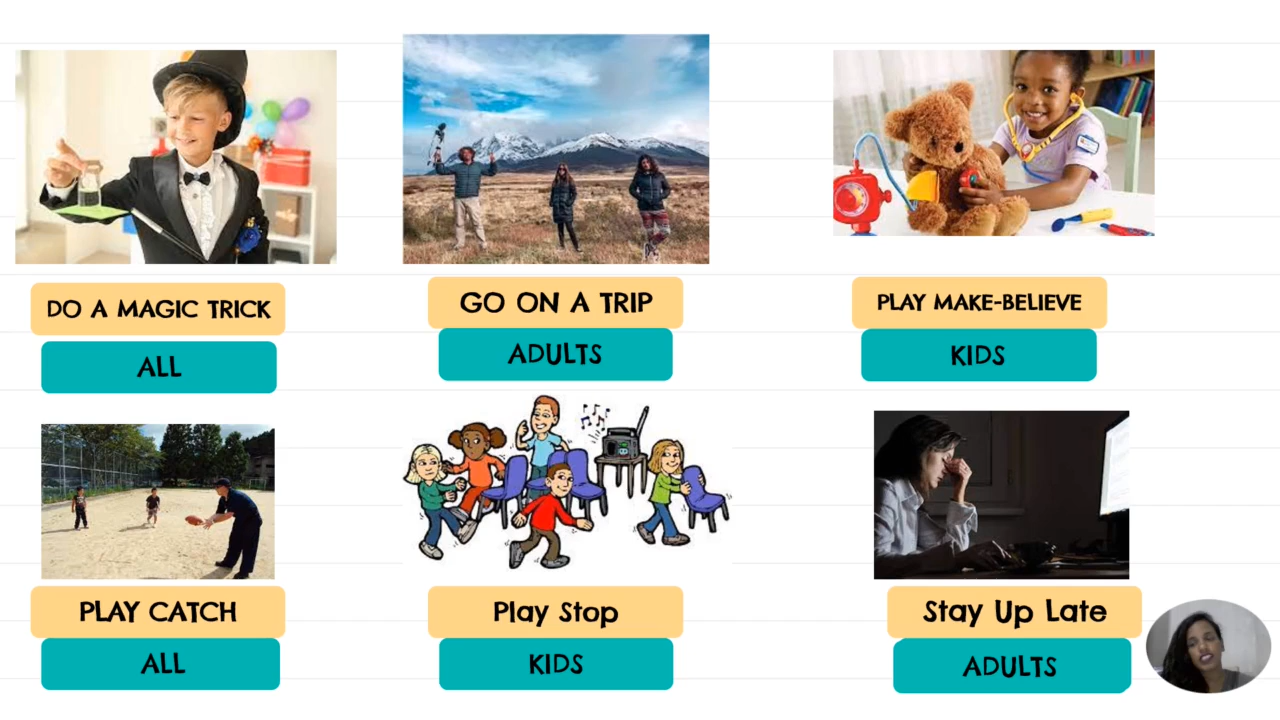 DO A MAGIC TRICK
ALL
GO ON A TRIP
ADULTS
PLAY MAKE-BELIEVE
KIDS
PLAY CATCH
ALL
Play Stop
KIDS
Stay Up Late
ADULTS